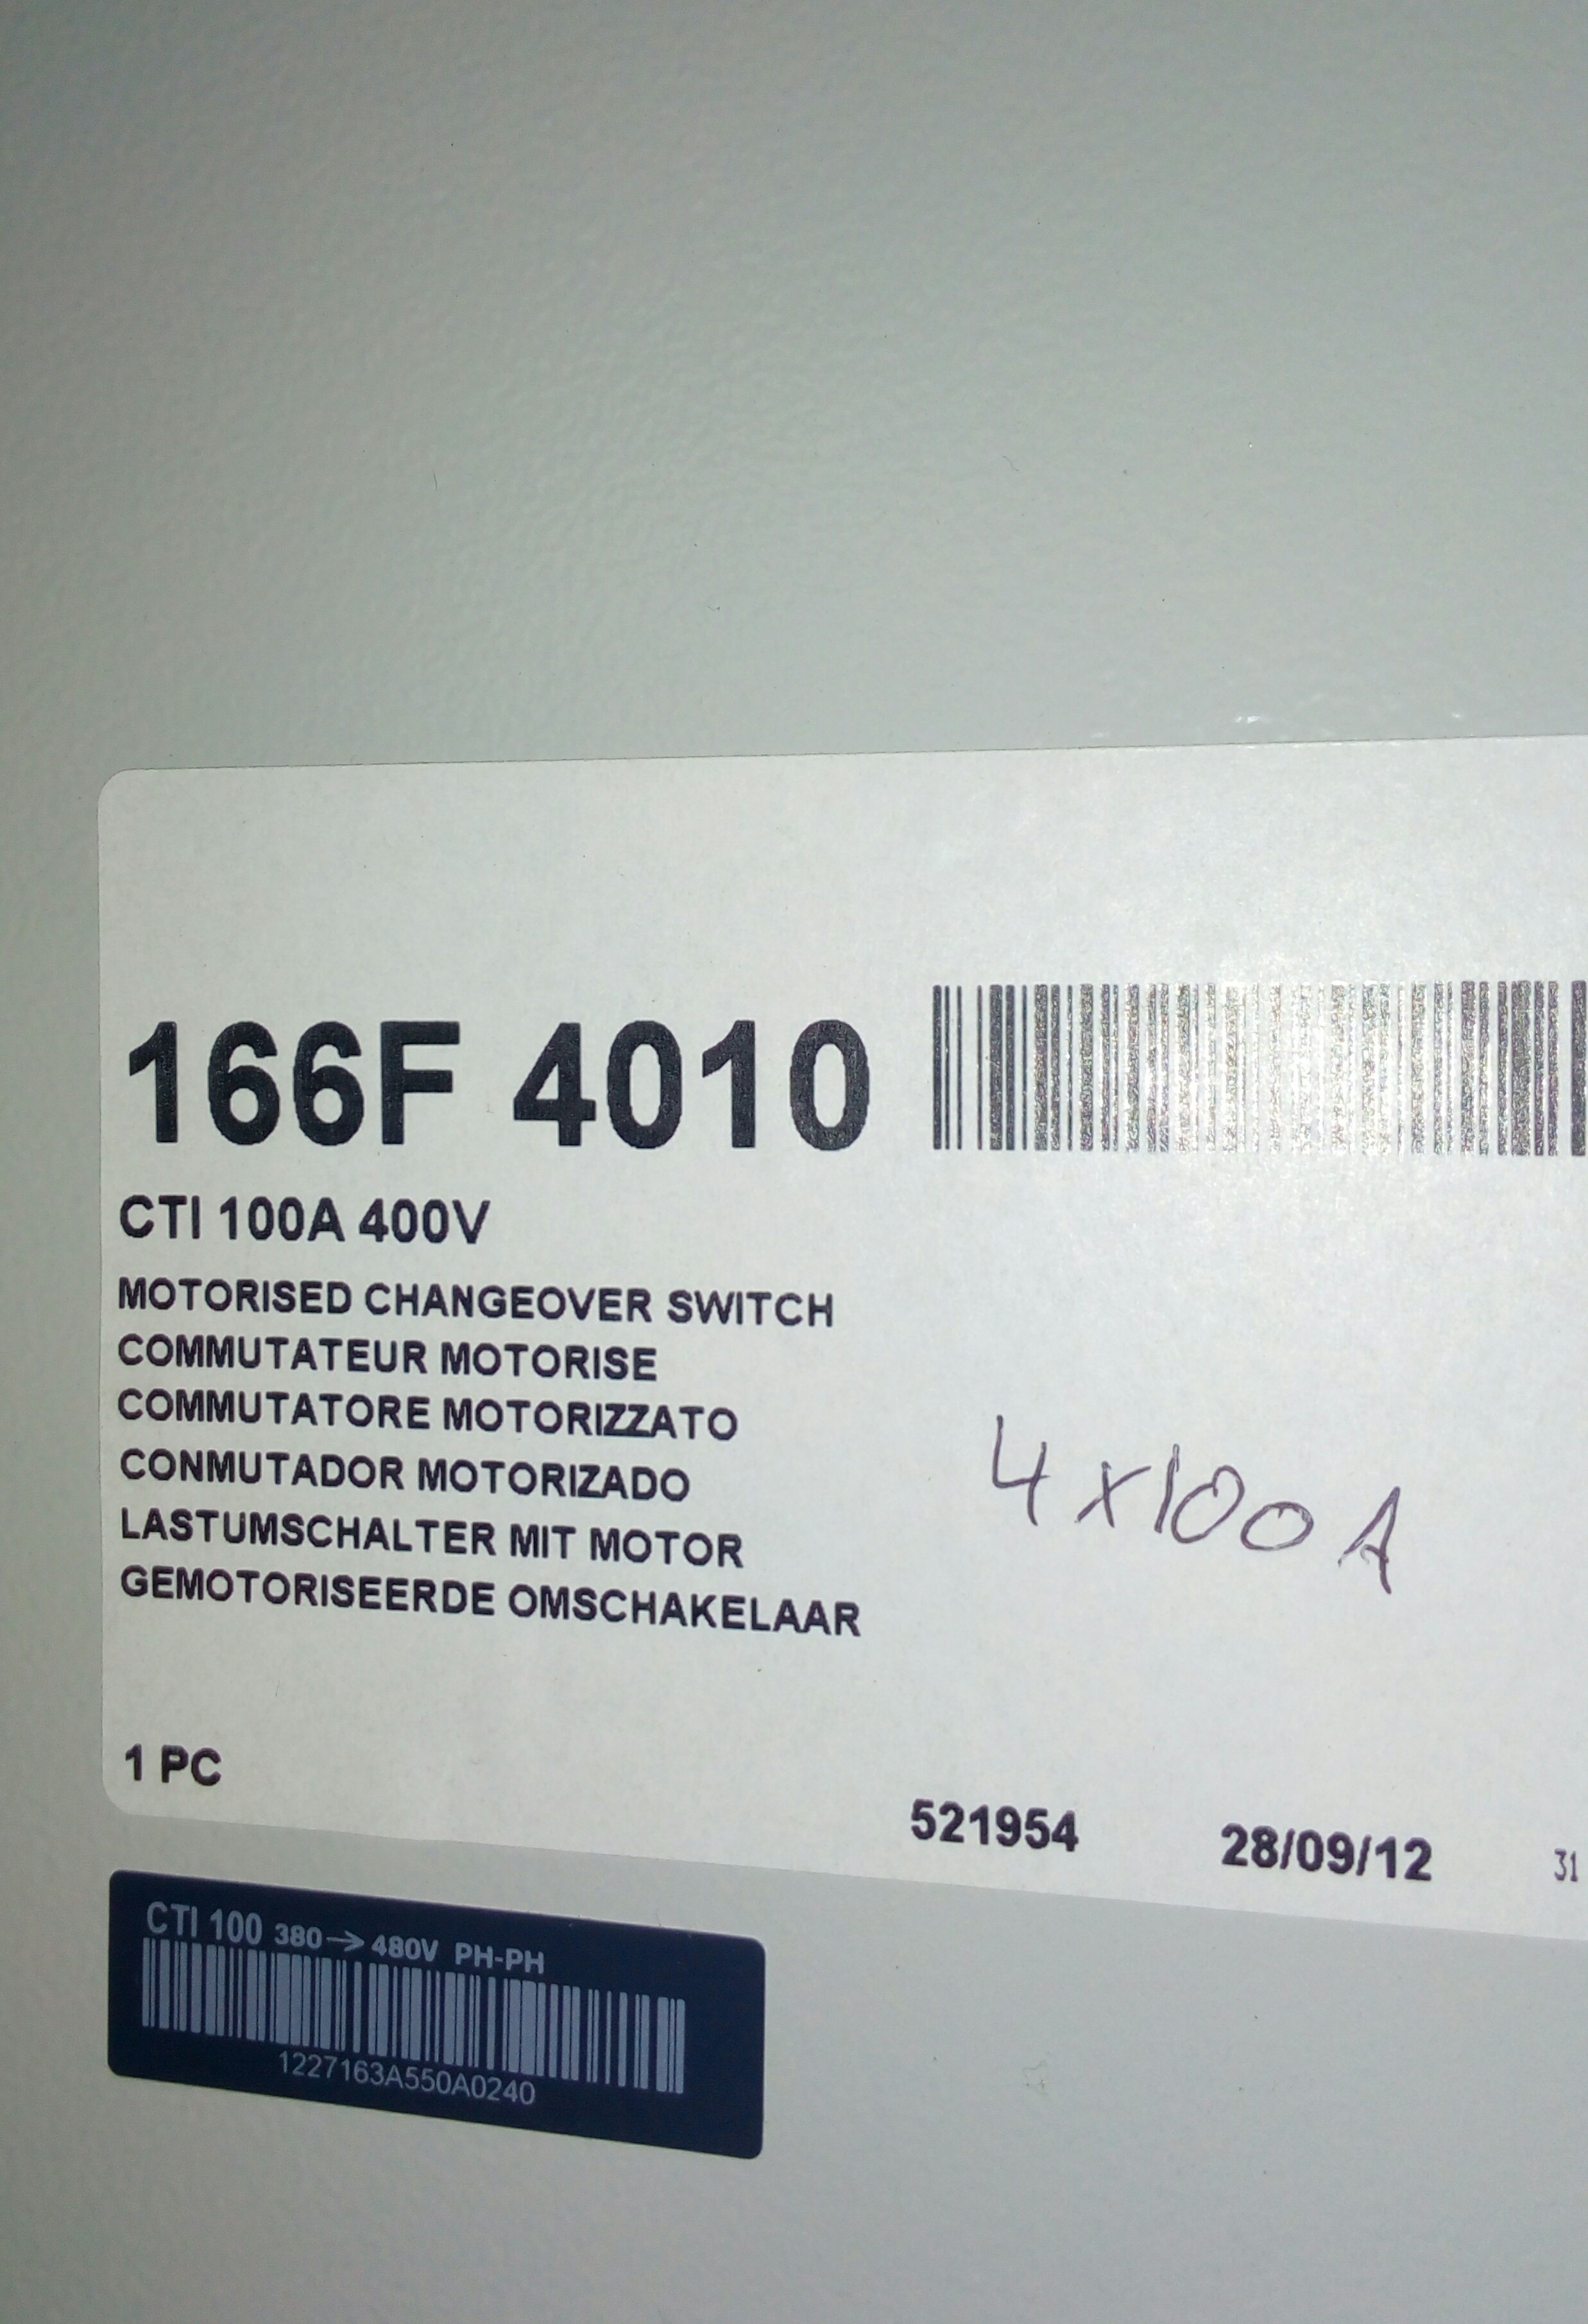 166F 4010
CTI 100A 400V
MOTORISED CHANGEOVER SWITCH
COMMUTATEUR MOTORISE
COMMUTATORE MOTORIZZATO
CONMUTADOR MOTORIZADO
LASTUMSCHALTER MIT MOTOR
GEMOTORISEERDE OMSCHAKELAAR
4x100A
1 PC
521954 28/09/12 31
CTI 100 380→480V PH-PH
1227163A550A0240